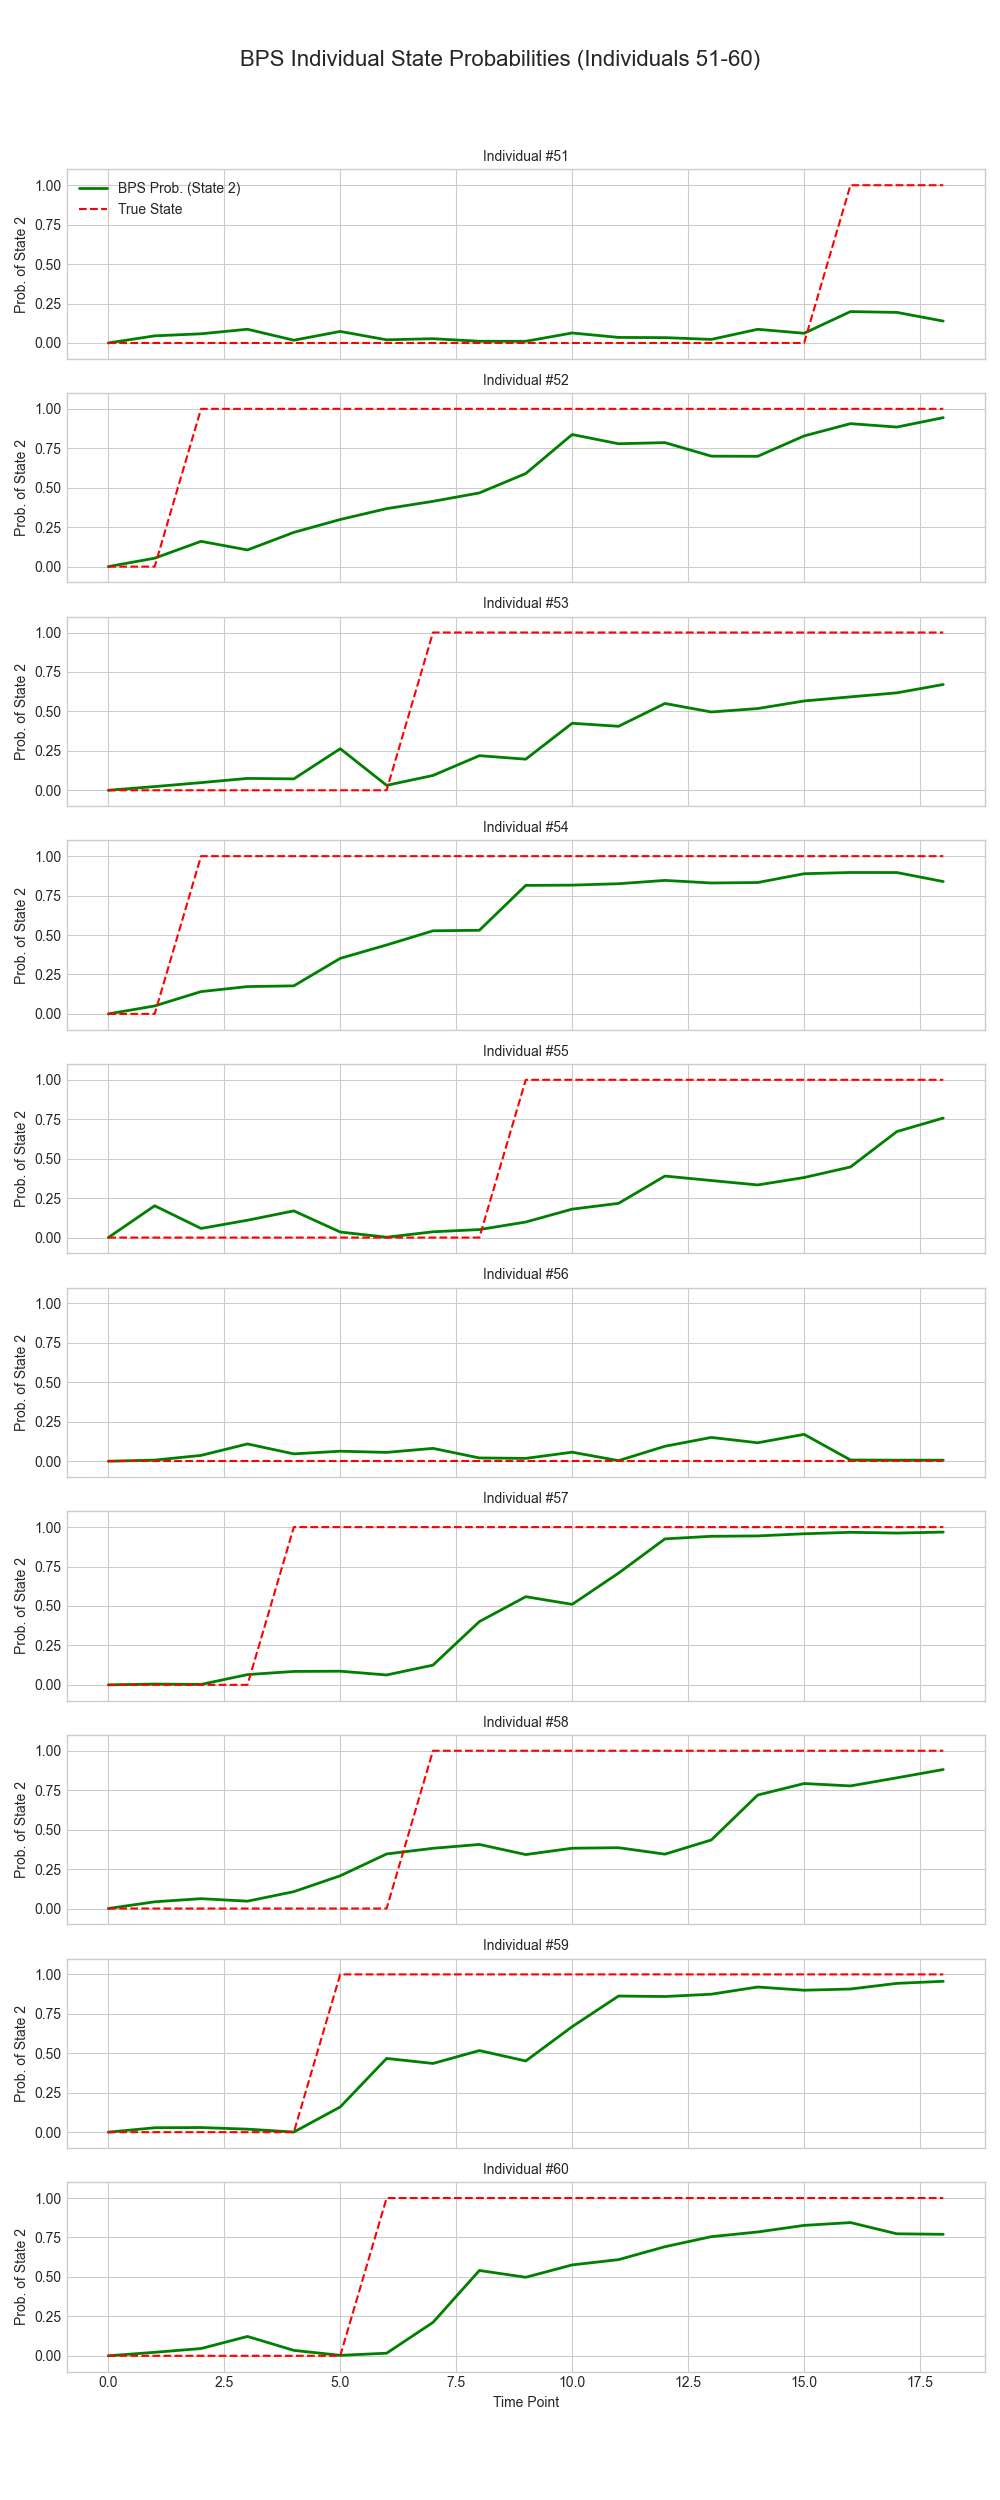 BPS Individual State Probabilities (Individuals 51-60)
Individual #51
Prob. of State 2
1.00
0.75
0.50
0.25
0.00
BPS Prob. (State 2)
True State
Individual #52
Prob. of State 2
1.00
0.75
0.50
0.25
0.00
Individual #53
Prob. of State 2
1.00
0.75
0.50
0.25
0.00
Individual #54
Prob. of State 2
1.00
0.75
0.50
0.25
0.00
Individual #55
Prob. of State 2
1.00
0.75
0.50
0.25
0.00
Individual #56
Prob. of State 2
1.00
0.75
0.50
0.25
0.00
Individual #57
Prob. of State 2
1.00
0.75
0.50
0.25
0.00
Individual #58
Prob. of State 2
1.00
0.75
0.50
0.25
0.00
Individual #59
Prob. of State 2
1.00
0.75
0.50
0.25
0.00
Individual #60
Prob. of State 2
1.00
0.75
0.50
0.25
0.00
0.0 2.5 5.0 7.5 10.0 12.5 15.0 17.5
Time Point